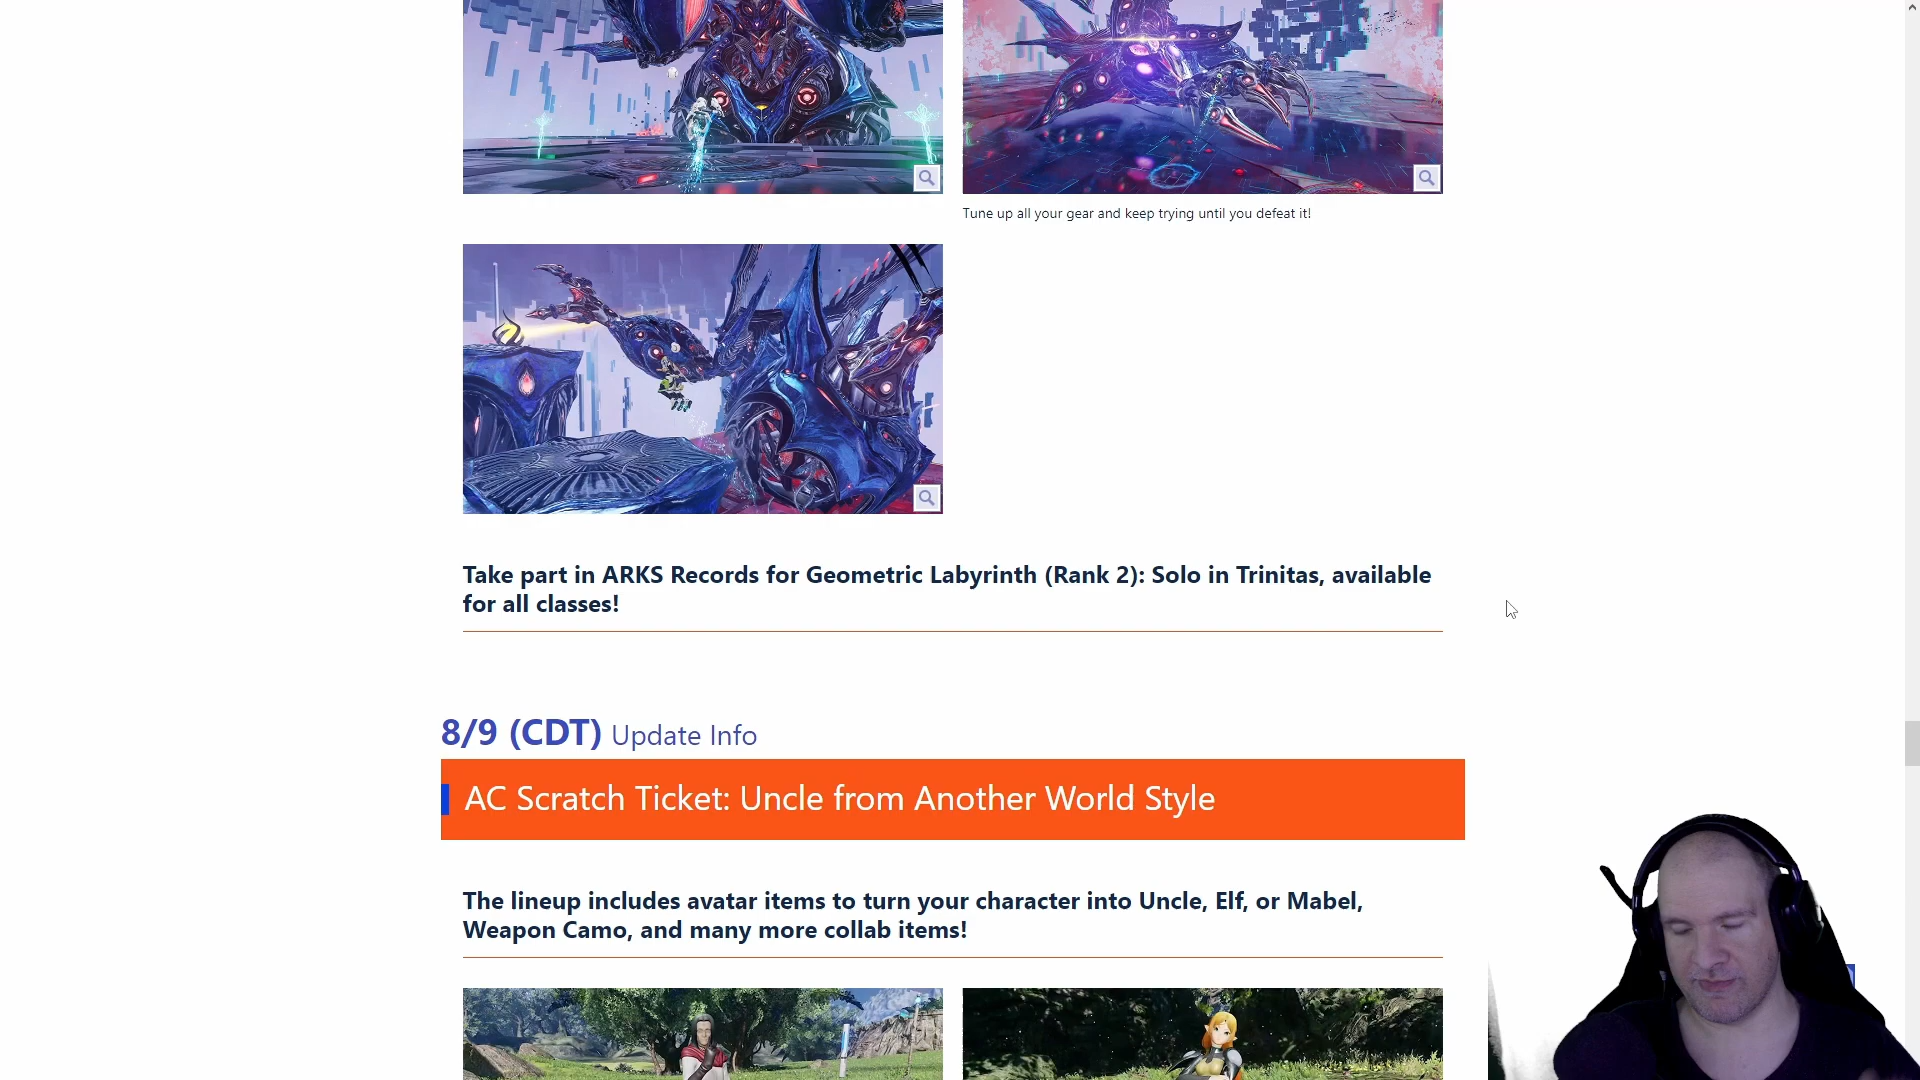 Tune up all your gear and keep trying until you defeat it!
Take part in ARKS Records for Geometric Labyrinth (Rank 2): Solo in Trinitas, available
for all classes!
8/9 (CDT) Update Info
AC Scratch Ticket: Uncle from Another World Style
The lineup includes avatar items to turn your character into Uncle, Elf, or Mabel,
Weapon Camo, and many more collab items!